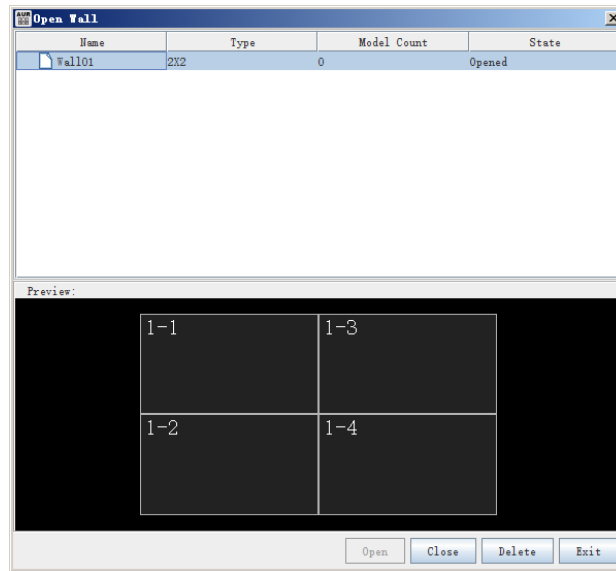 AUR Open Wall
Name Type Model Count State
Wall01 2X2 0 Opened
Preview:
1-1 1-3
1-2 1-4
Open Close Delete Exit